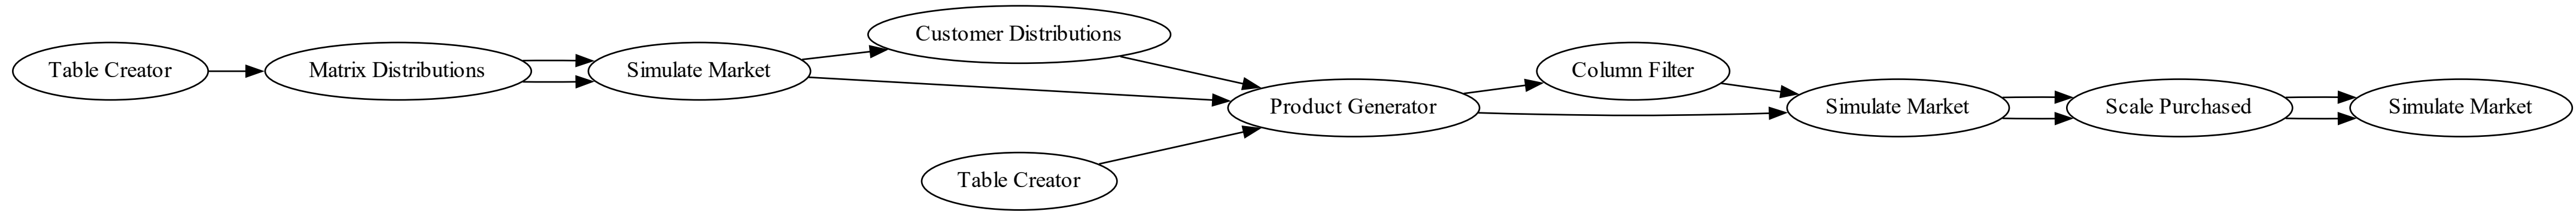 Table Creator
Matrix Distributions
Simulate Market
Customer Distributions
Table Creator
Product Generator
Column Filter
Simulate Market
Scale Purchased
Simulate Market